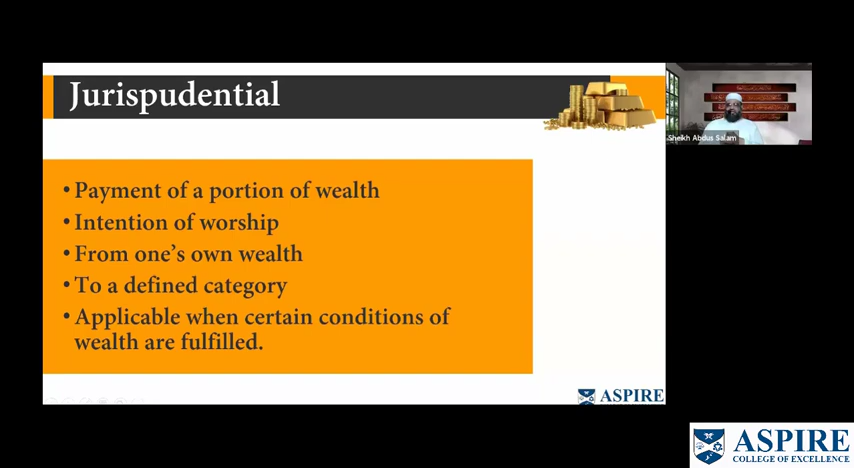 Jurispudential
• Payment of a portion of wealth
• Intention of worship
• From one's own wealth
• To a defined category
• Applicable when certain conditions of
wealth are fulfilled.
ASPIRE
Sheikh Abdus Salam
ASPIRE
COLLEGE OF EXCELLENCE